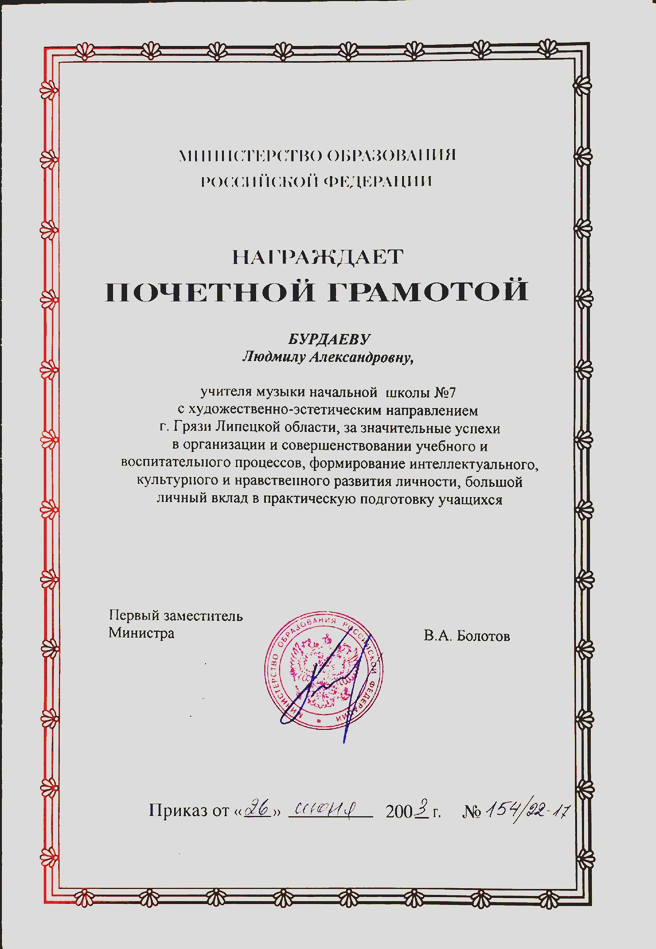 МИНИСТЕРСТВО ОБРАЗОВАНИЯ
РОССИЙСКОЙ ФЕДЕРАЦИИ
НАГРАЖДАЕТ
ПОЧЕТНОЙ ГРАМОТОЙ
БУРДАЕВУ
Людмилу Александровну,
учителя музыки начальной школы №7
с художественно-эстетическим направлением
г. Грязи Липецкой области, за значительные успехи
в организации и совершенствовании учебного и
воспитательного процессов, формирование интеллектуального,
культурного и нравственного развития личности, большой
личный вклад в практическую подготовку учащихся
Первый заместитель
Министра
В.А. Болотов
МИНИСТЕРСТВО ОБРАЗОВАНИЯ РОССИЙСКОЙ ФЕДЕРАЦИИ
Приказ от «26» июня 2003 г. № 154/22-17